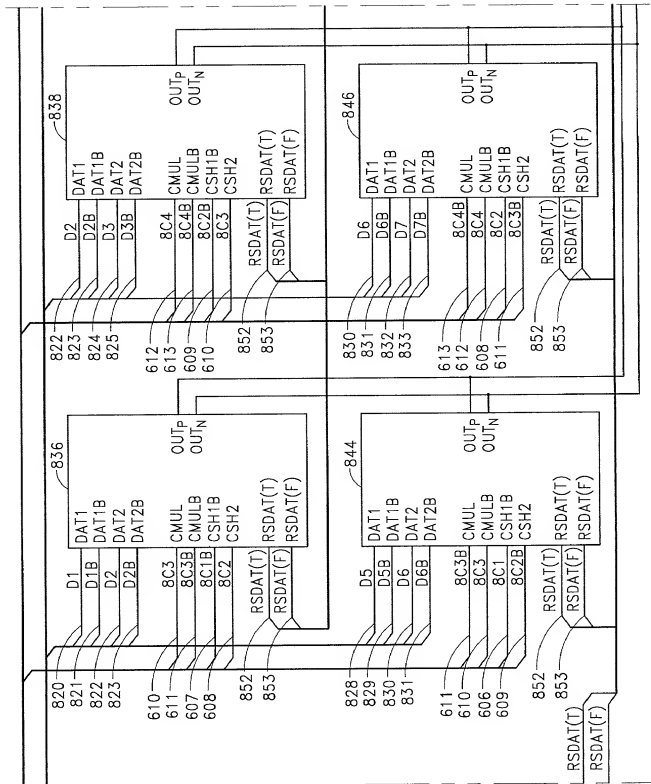 838
DAT1
DAT1B
DAT2
DAT2B
CMUL
CMULB
CSH1B
CSH2
RSDAT(T)
RSDAT(F)
OUTP
OUTN
D2
D2B
D3
D3B
8C4
8C4B
8C2B
8C3
RSDAT(T)
RSDAT(F)
822
823
824
825
612
613
609
610
852
853
846
DAT1
DAT1B
DAT2
DAT2B
CMUL
CMULB
CSH1B
CSH2
RSDAT(T)
RSDAT(F)
OUTP
OUTN
D6
D6B
D7
D7B
8C4B
8C4
8C2
8C3B
RSDAT(T)
RSDAT(F)
830
831
832
833
613
612
608
611
852
853
836
DAT1
DAT1B
DAT2
DAT2B
CMUL
CMULB
CSH1B
CSH2
RSDAT(T)
RSDAT(F)
OUTP
OUTN
D1
D1B
D2
D2B
8C3
8C3B
8C1B
8C2
RSDAT(T)
RSDAT(F)
820
821
822
823
610
611
607
608
852
853
844
DAT1
DAT1B
DAT2
DAT2B
CMUL
CMULB
CSH1B
CSH2
RSDAT(T)
RSDAT(F)
OUTP
OUTN
D5
D5B
D6
D6B
8C3B
8C3
8C1
8C2B
RSDAT(T)
RSDAT(F)
828
829
830
831
611
610
606
609
852
853
RSDAT(T)
RSDAT(F)